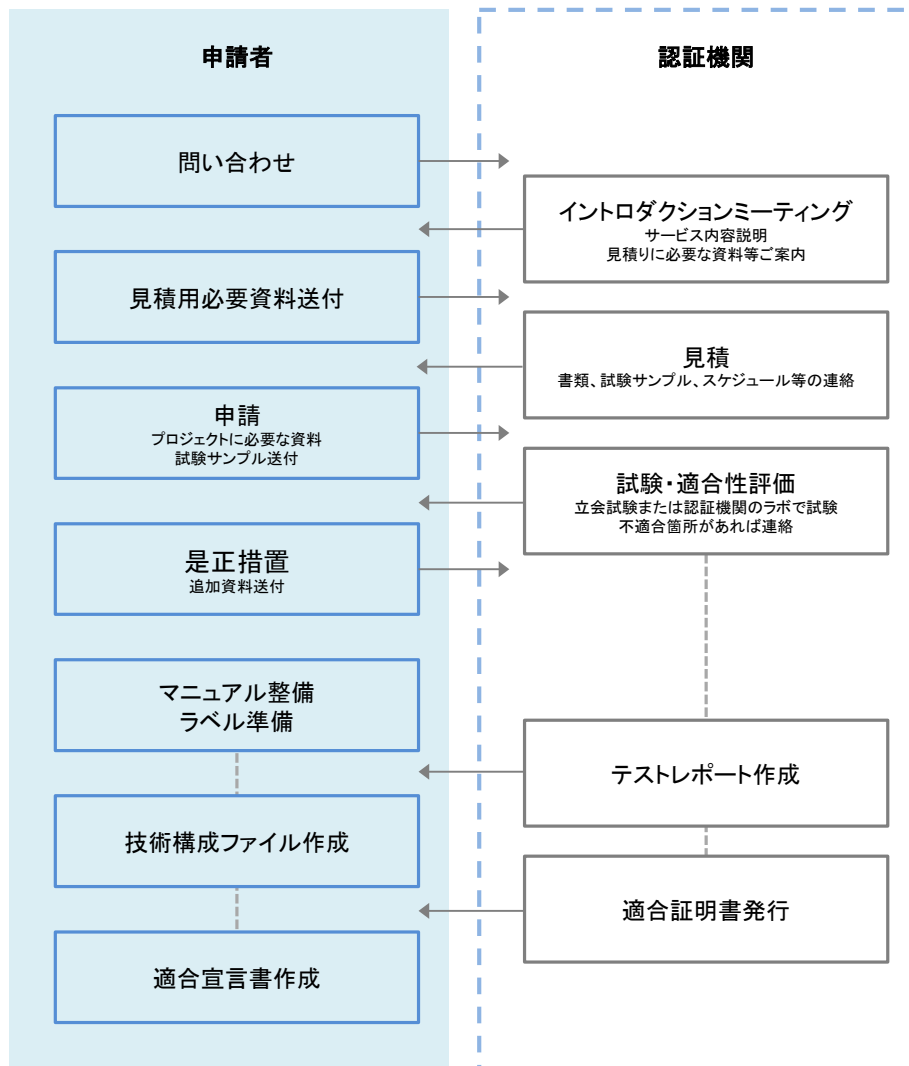 申請者
認証機関
問い合わせ
イントロダクションミーティング
サービス内容説明
見積りに必要な資料等ご案内
見積用必要資料送付
見積
書類、試験サンプル、スケジュール等の連絡
申請
プロジェクトに必要な資料
試験サンプル送付
試験・適合性評価
立会試験または認証機関のラボで試験
不適合箇所があれば連絡
是正措置
追加資料送付
マニュアル整備
ラベル準備
テストレポート作成
技術構成ファイル作成
適合証明書発行
適合宣言書作成